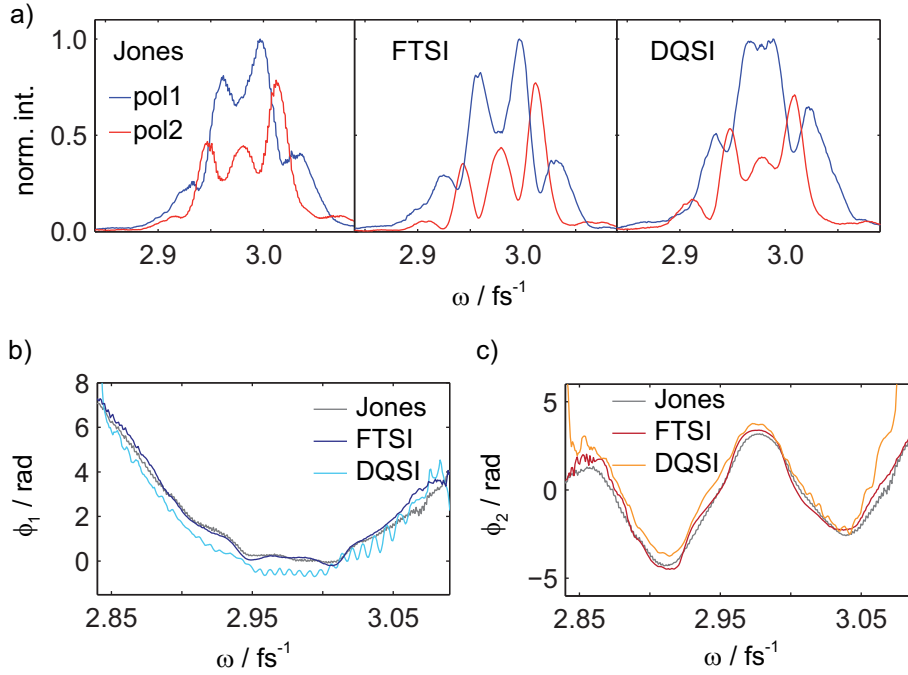 a)
norm. int.
1.0
0.5
0.0
Jones
pol1
pol2
FTSI
DQSI
2.9 3.0 2.9 3.0 2.9 3.0
ω / fs⁻¹
b)
ϕ₁ / rad
8
6
4
2
0
Jones
FTSI
DQSI
2.85 2.95 3.05
ω / fs⁻¹
c)
ϕ₂ / rad
5
0
−5
Jones
FTSI
DQSI
2.85 2.95 3.05
ω / fs⁻¹